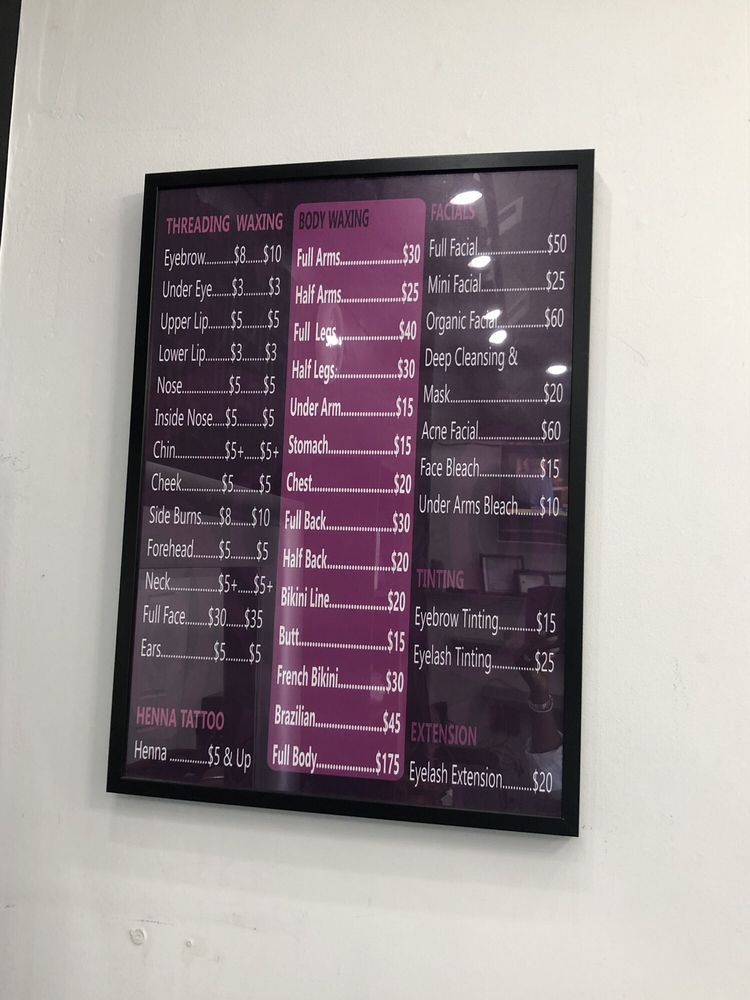 THREADING WAXING
Eyebrow.........$8......$10
Under Eye......$3.........$3
Upper Lip.......$5........$5
Lower Lip.......$3........$3
Nose...............$5.......$5
Inside Nose....$5........$5
Chin................$5+.....$5+
Cheek.............$5........$5
Side Burns......$8.......$10
Forehead........$5........$5
Neck................$5+.....$5+
Full Face.......$30......$35
Ears.................$5.......$5
HENNA TATTOO
Henna .............$5 & Up
BODY WAXING
Full Arms....................$30
Half Arms...................$25
Full Legs.....................$40
Half Legs....................$30
Under Arm..................$15
Stomach.....................$15
Chest..........................$20
Full Back.....................$30
Half Back....................$20
Bikini Line...................$20
Butt.............................$15
French Bikini...............$30
Brazilian......................$45
Full Body....................$175
FACIALS
Full Facial......................$50
Mini Facial.....................$25
Organic Facial...............$60
Deep Cleansing &
Mask..............................$20
Acne Facial....................$60
Face Bleach...................$15
Under Arms Bleach.......$10
TINTING
Eyebrow Tinting............$15
Eyelash Tinting..............$25
EXTENSION
Eyelash Extension..........$20